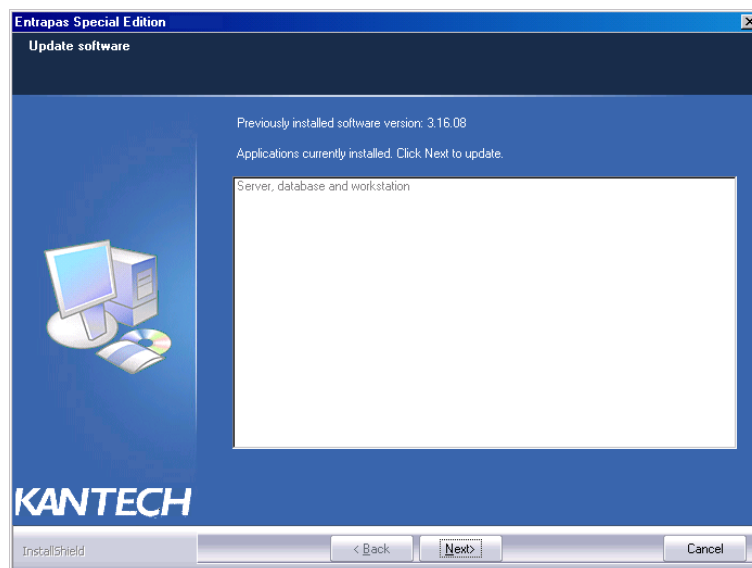 Entrapas Special Edition
Update software
Previously installed software version: 3.16.08
Applications currently installed. Click Next to update.
Server, database and workstation
KANTECH
InstallShield
< Back
Next>
Cancel